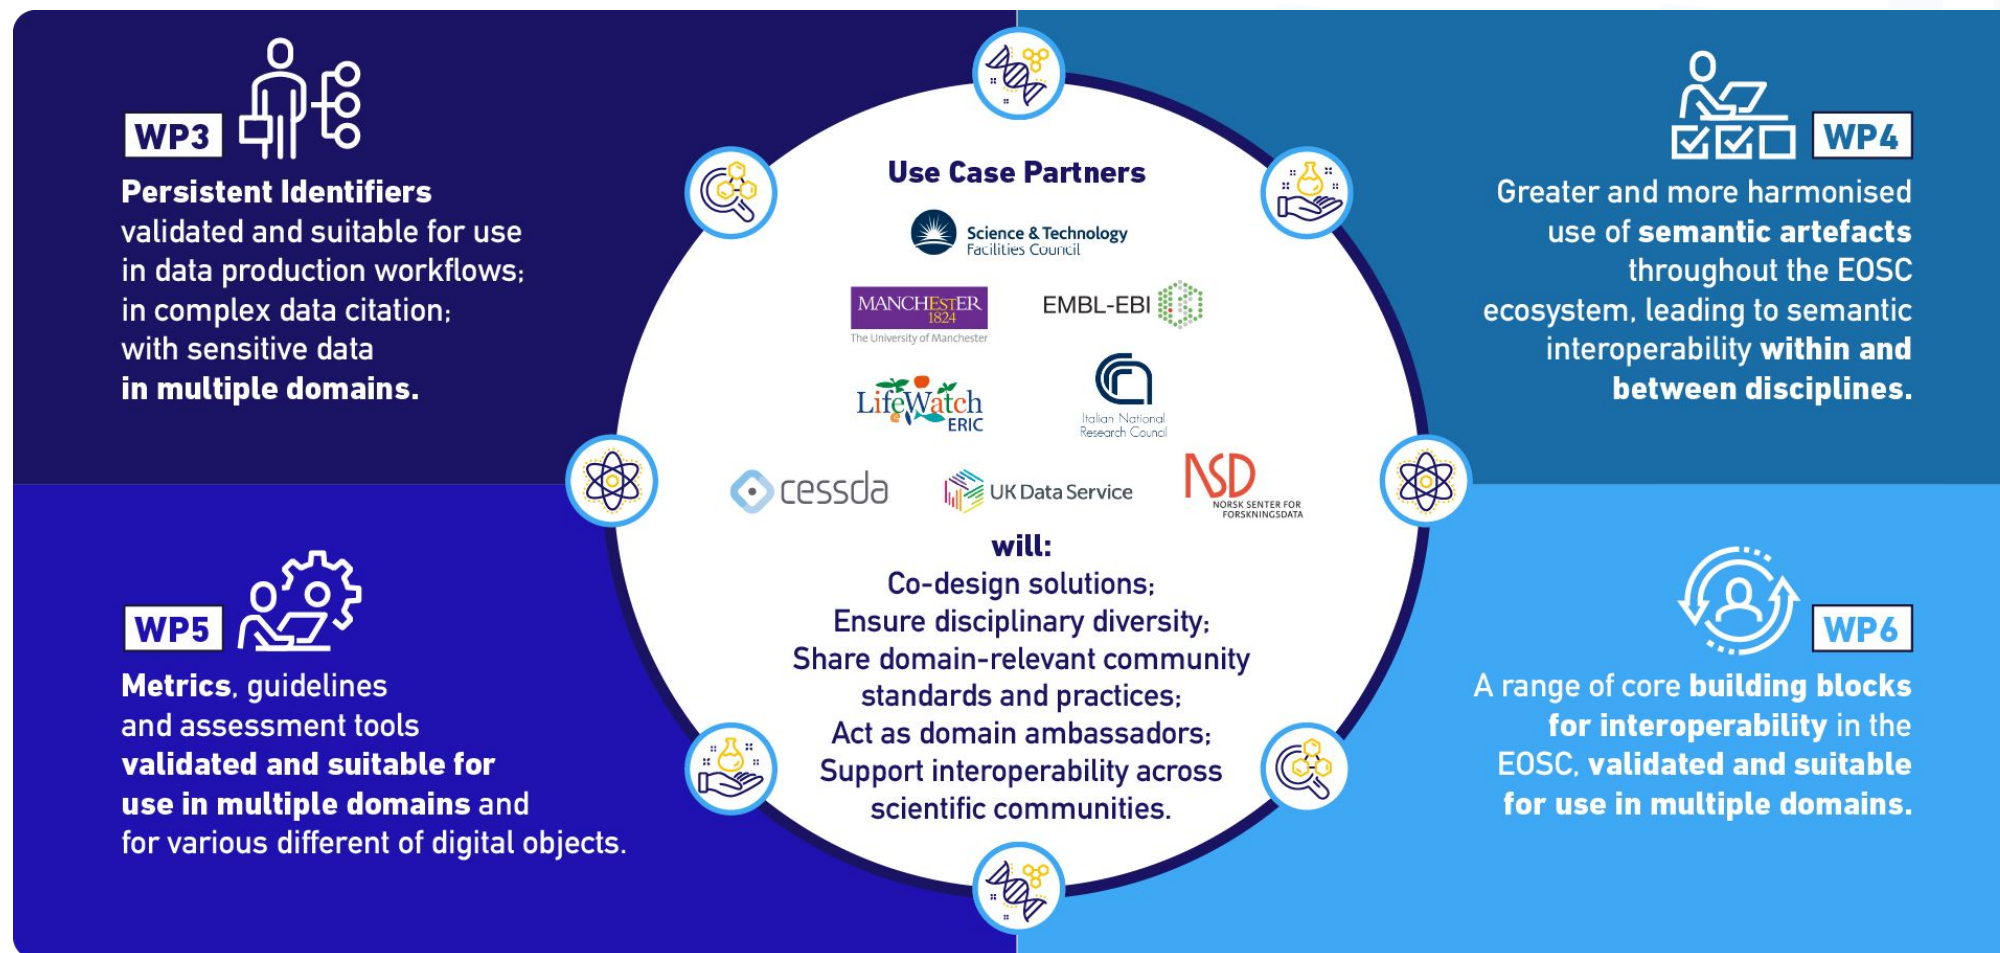 WP3
Persistent Identifiers
validated and suitable for use
in data production workflows;
in complex data citation;
with sensitive data
in multiple domains.
WP4
Greater and more harmonised
use of semantic artefacts
throughout the EOSC
ecosystem, leading to semantic
interoperability within and
between disciplines.
Use Case Partners
Science & Technology
Facilities Council
MANCHESTER
1824
The University of Manchester
EMBL-EBI
LifeWatch
ERIC
Italian National
Research Council
cessda
UK Data Service
NSD
NORSK SENTER FOR
FORSKNINGSDATA
will:
Co-design solutions;
Ensure disciplinary diversity;
Share domain-relevant community
standards and practices;
Act as domain ambassadors;
Support interoperability across
scientific communities.
WP5
Metrics, guidelines
and assessment tools
validated and suitable for
use in multiple domains and
for various different of digital objects.
WP6
A range of core building blocks
for interoperability in the
EOSC, validated and suitable
for use in multiple domains.